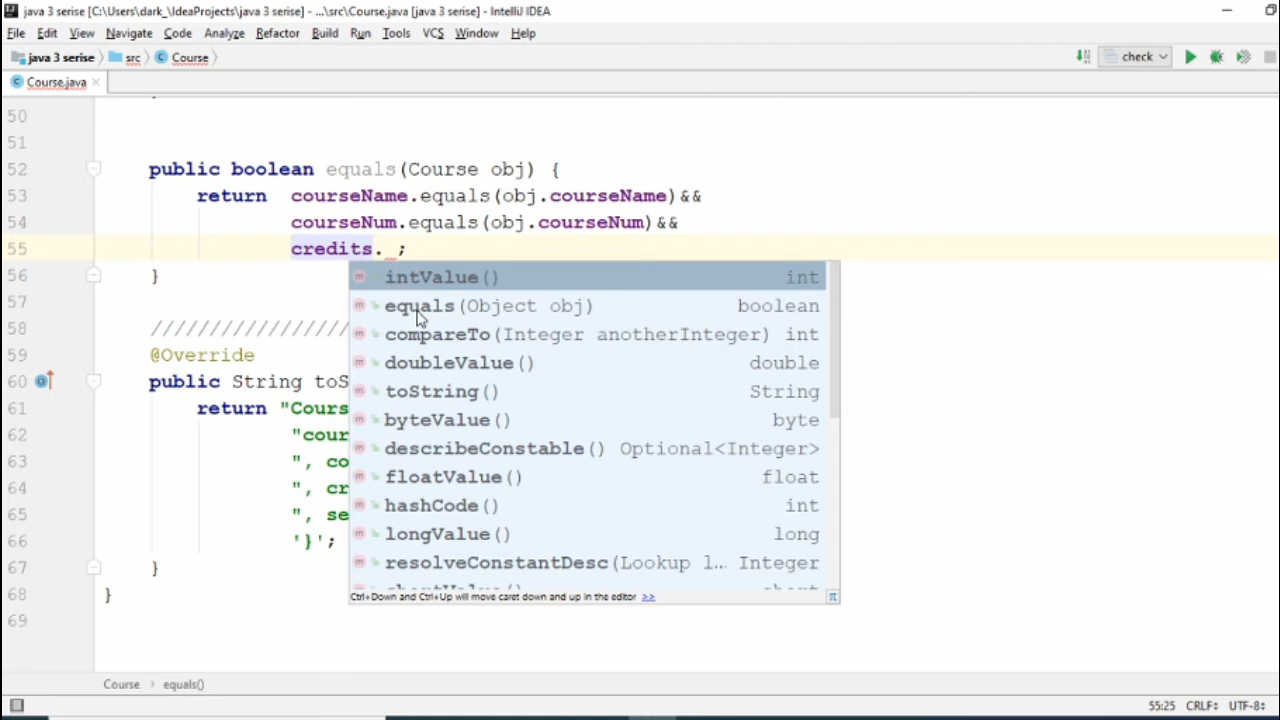 java 3 serise [C:\Users\dark_\IdeaProjects\java 3 serise] - ...\src\Course.java [java 3 serise] - IntelliJ IDEA
File Edit View Navigate Code Analyze Refactor Build Run Tools VCS Window Help
java 3 serise src Course check
Course.java
50
51
52 public boolean equals(Course obj) {
53 return courseName.equals(obj.courseName)&&
54 courseNum.equals(obj.courseNum)&&
55 credits. ;
56 }
57
58 /////////////////
59 @Override
60 public String toS
61 return "Cours
62 "cour
63 ", co
64 ", cr
65 ", se
66 '}';
67 }
68 }
69
intValue() int
equals(Object obj) boolean
compareTo(Integer anotherInteger) int
doubleValue() double
toString() String
byteValue() byte
describeConstable() Optional<Integer>
floatValue() float
hashCode() int
longValue() long
resolveConstantDesc(Lookup l... Integer
Ctrl+Down and Ctrl+Up will move caret down and up in the editor >>
π
Course equals()
55:25 CRLF UTF-8